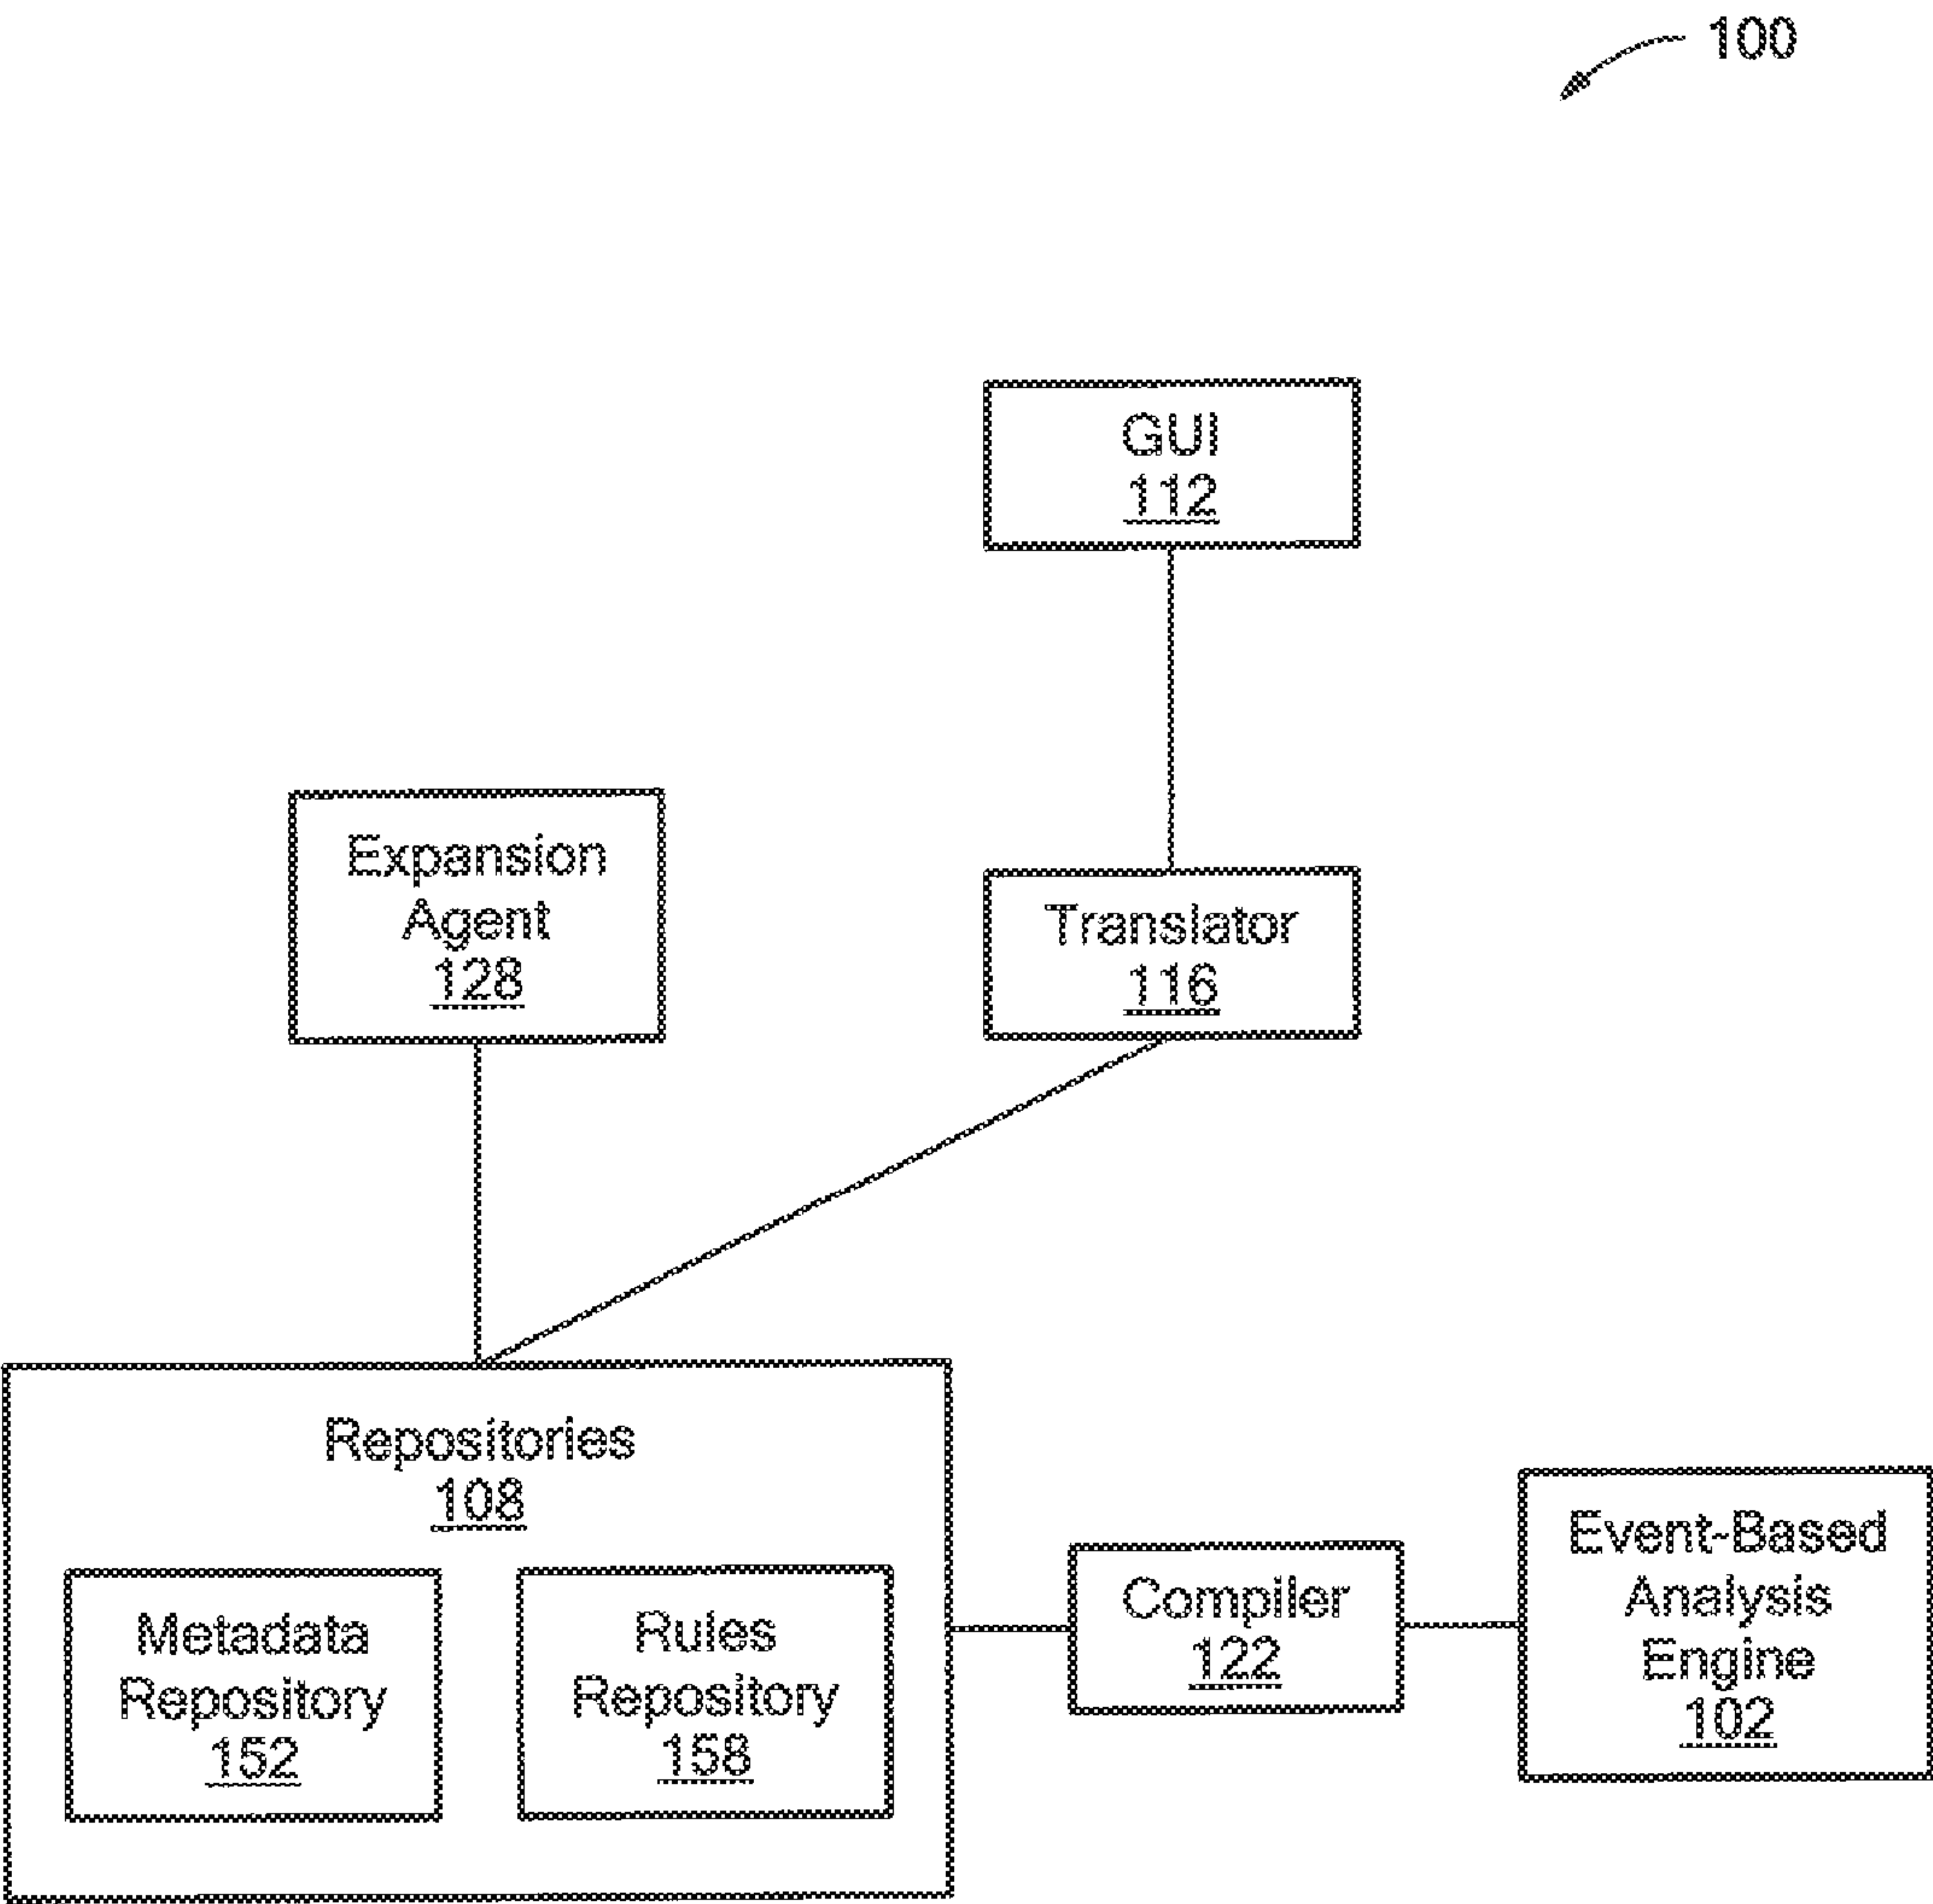 100
GUI
112
Expansion
Agent
128
Translator
116
Repositories
108
Metadata
Repository
152
Rules
Repository
158
Compiler
122
Event-Based
Analysis
Engine
102